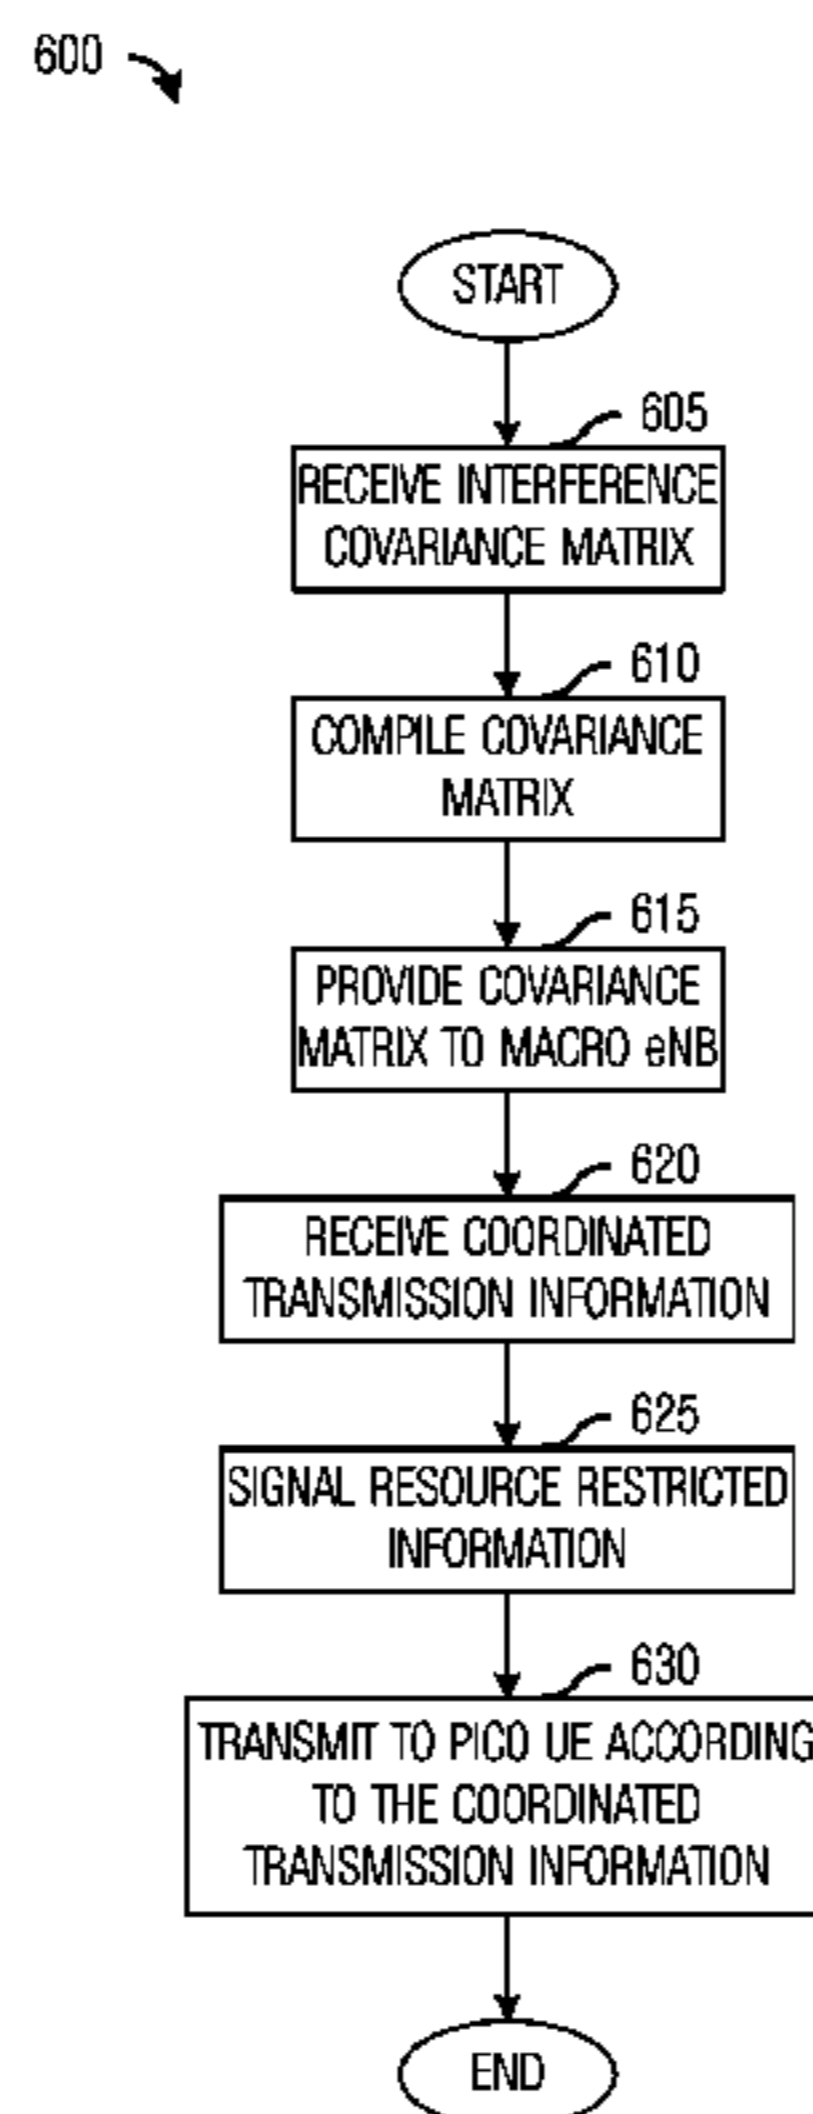 600
START
605
RECEIVE INTERFERENCE
COVARIANCE MATRIX
610
COMPILE COVARIANCE
MATRIX
615
PROVIDE COVARIANCE
MATRIX TO MACRO eNB
620
RECEIVE COORDINATED
TRANSMISSION INFORMATION
625
SIGNAL RESOURCE RESTRICTED
INFORMATION
630
TRANSMIT TO PICO UE ACCORDING
TO THE COORDINATED
TRANSMISSION INFORMATION
END